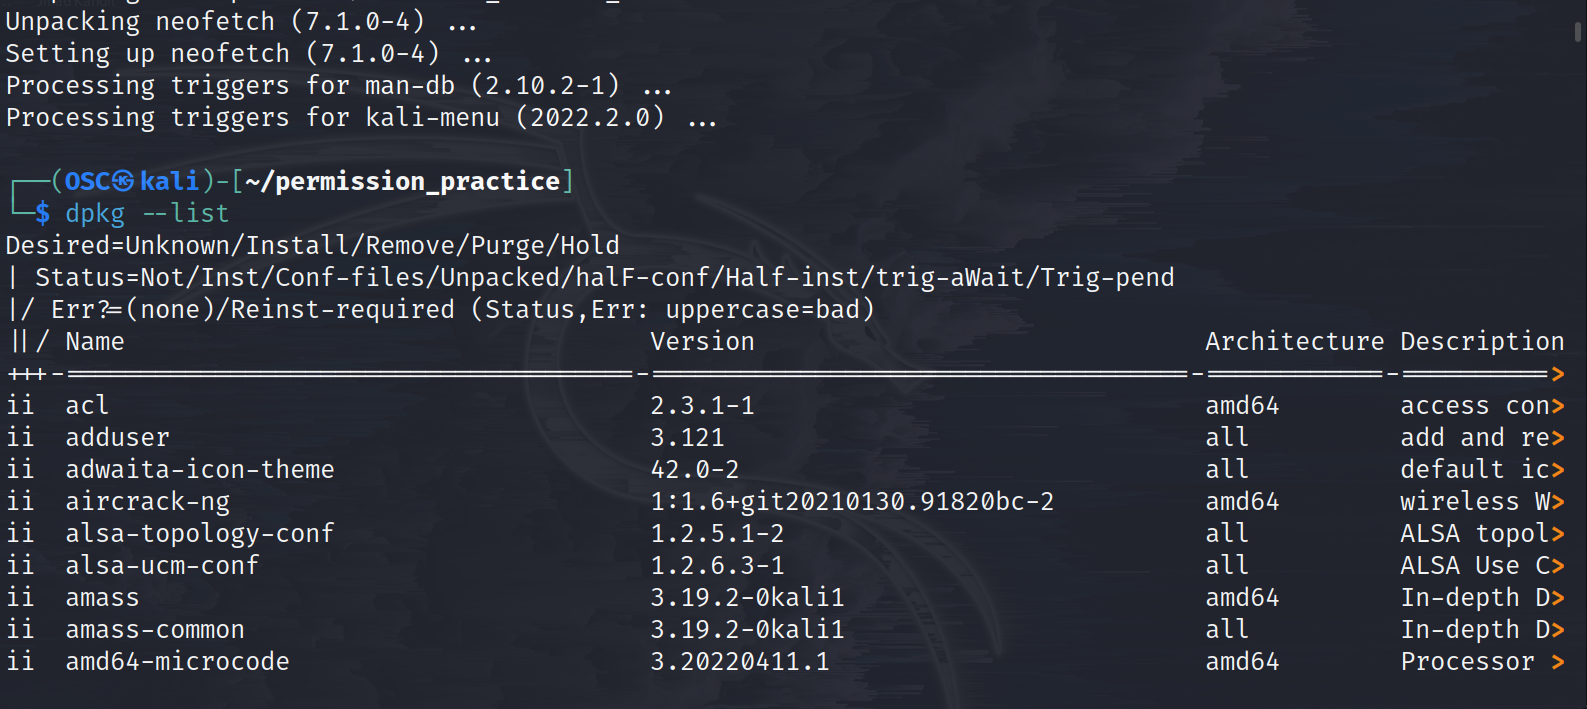 Unpacking neofetch (7.1.0-4) ...
Setting up neofetch (7.1.0-4) ...
Processing triggers for man-db (2.10.2-1) ...
Processing triggers for kali-menu (2022.2.0) ...
┌──(OSC㉿kali)-[~/permission_practice]
└─$ dpkg --list
Desired=Unknown/Install/Remove/Purge/Hold
| Status=Not/Inst/Conf-files/Unpacked/halF-conf/Half-inst/trig-aWait/Trig-pend
|/ Err?=(none)/Reinst-required (Status,Err: uppercase=bad)
||/ Name Version Architecture Description
+++-======================================-====================================-============-==========>
ii acl 2.3.1-1 amd64 access con>
ii adduser 3.121 all add and re>
ii adwaita-icon-theme 42.0-2 all default ic>
ii aircrack-ng 1:1.6+git20210130.91820bc-2 amd64 wireless W>
ii alsa-topology-conf 1.2.5.1-2 all ALSA topol>
ii alsa-ucm-conf 1.2.6.3-1 all ALSA Use C>
ii amass 3.19.2-0kali1 amd64 In-depth D>
ii amass-common 3.19.2-0kali1 all In-depth D>
ii amd64-microcode 3.20220411.1 amd64 Processor >